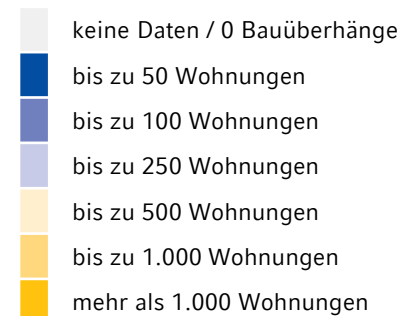 keine Daten / 0 Bauüberhänge
bis zu 50 Wohnungen
bis zu 100 Wohnungen
bis zu 250 Wohnungen
bis zu 500 Wohnungen
bis zu 1.000 Wohnungen
mehr als 1.000 Wohnungen